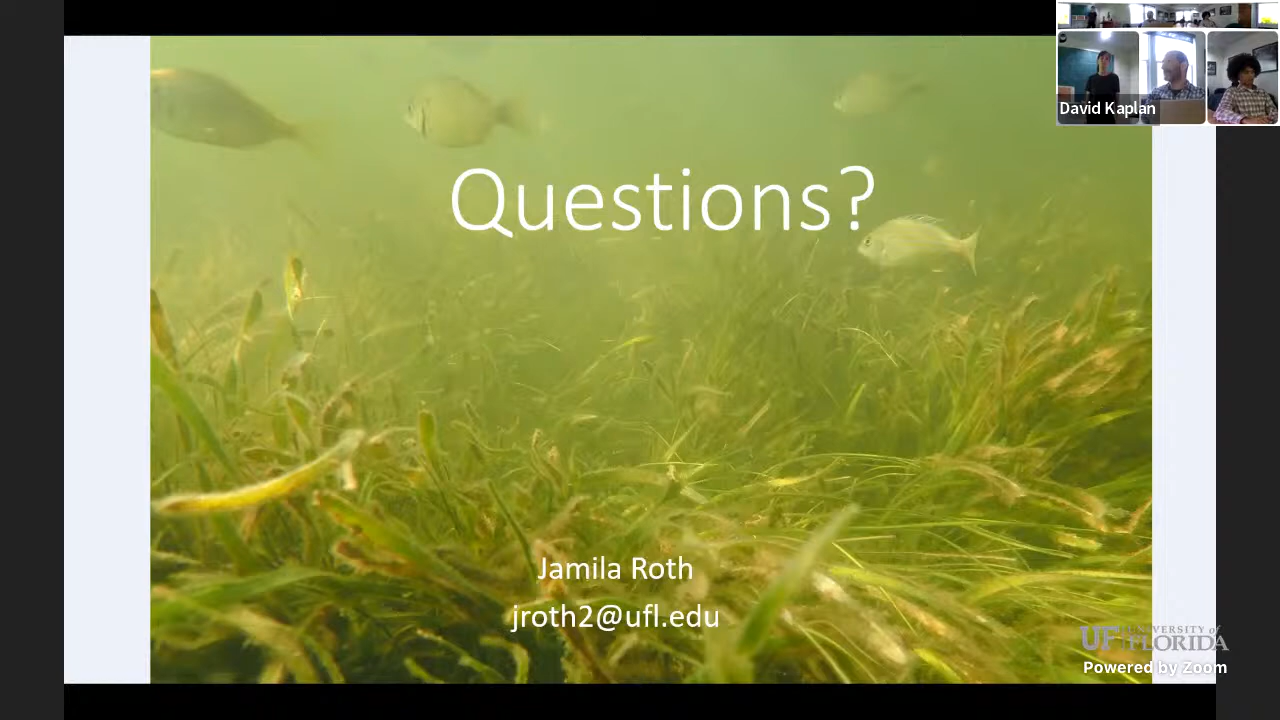 David Kaplan
Questions?
Jamila Roth
jroth2@ufl.edu
UF UNIVERSITY of
FLORIDA
Powered by Zoom